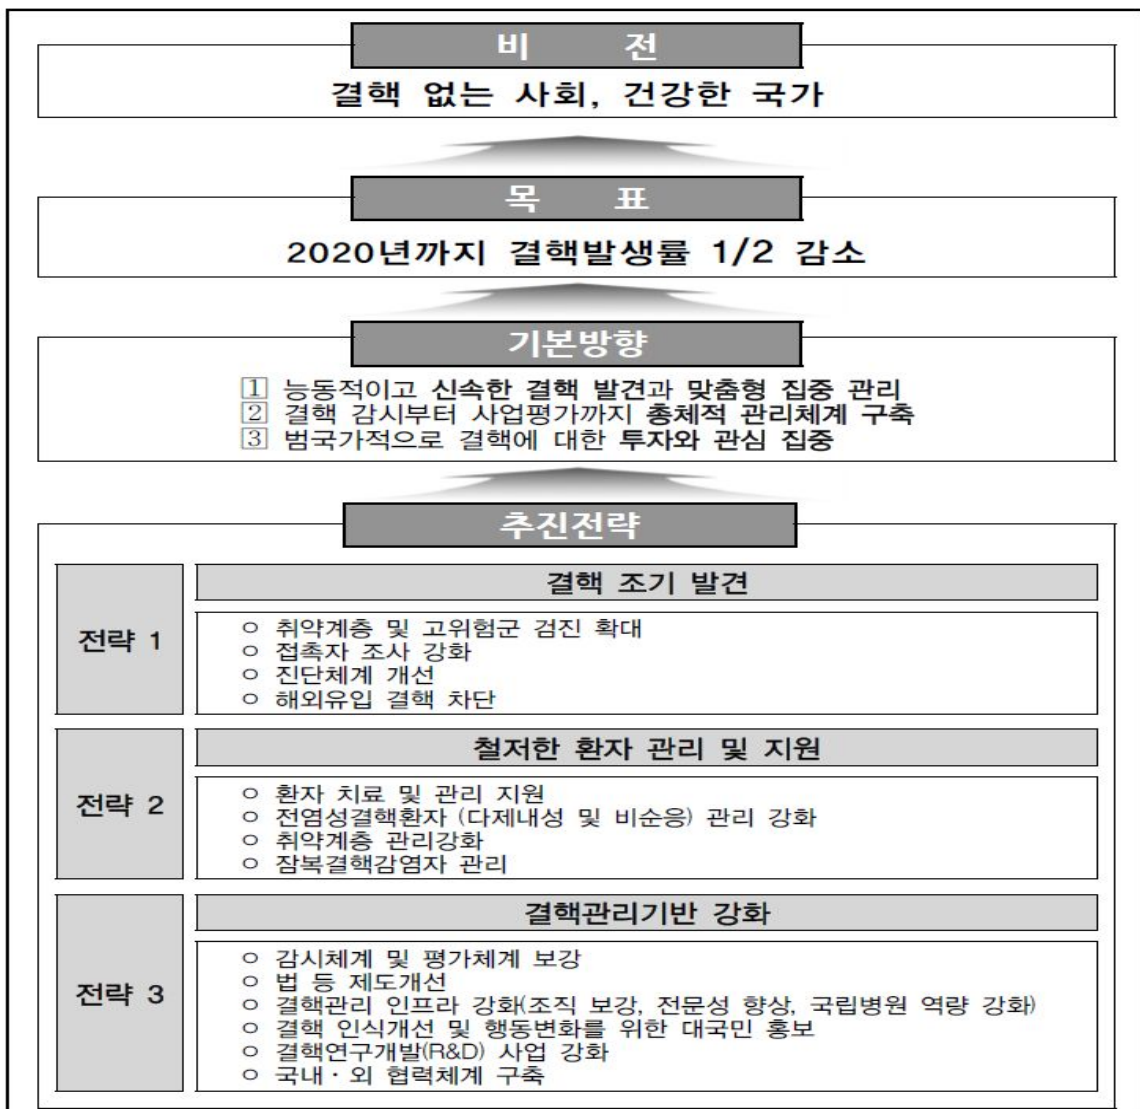 비 전
결핵 없는 사회, 건강한 국가
목 표
2020년까지 결핵발생률 1/2 감소
기본방향
1 능동적이고 신속한 결핵 발견과 맞춤형 집중 관리
2 결핵 감시부터 사업평가까지 총체적 관리체계 구축
3 범국가적으로 결핵에 대한 투자와 관심 집중
추진전략
전략 1
결핵 조기 발견
○ 취약계층 및 고위험군 검진 확대
○ 접촉자 조사 강화
○ 진단체계 개선
○ 해외유입 결핵 차단
전략 2
철저한 환자 관리 및 지원
○ 환자 치료 및 관리 지원
○ 전염성결핵환자 (다제내성 및 비순응) 관리 강화
○ 취약계층 관리강화
○ 잠복결핵감염자 관리
전략 3
결핵관리기반 강화
○ 감시체계 및 평가체계 보강
○ 법 등 제도개선
○ 결핵관리 인프라 강화(조직 보강, 전문성 향상, 국립병원 역량 강화)
○ 결핵 인식개선 및 행동변화를 위한 대국민 홍보
○ 결핵연구개발(R&D) 사업 강화
○ 국내・외 협력체계 구축